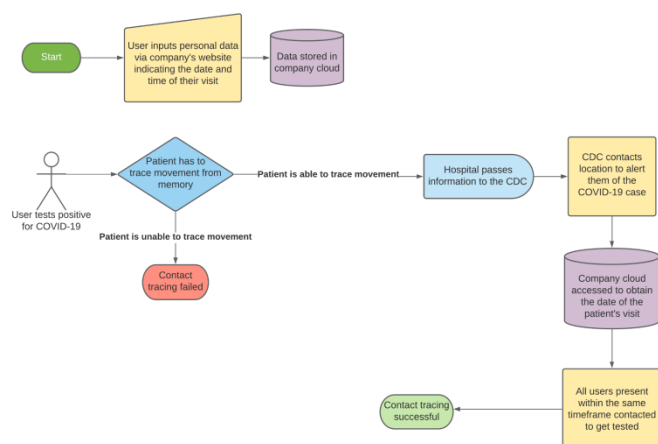 Start
User inputs personal data
via company's website
indicating the date and
time of their visit
Data stored in
company cloud
User tests positive
for COVID-19
Patient has to
trace movement from
memory
Patient is able to trace movement
Hospital passes
information to the CDC
CDC contacts
location to alert
them of the
COVID-19 case
Patient is unable to trace movement
Contact
tracing failed
Company cloud
accessed to obtain
the date of the
patient's visit
All users present
within the same
timeframe contacted
to get tested
Contact tracing
successful